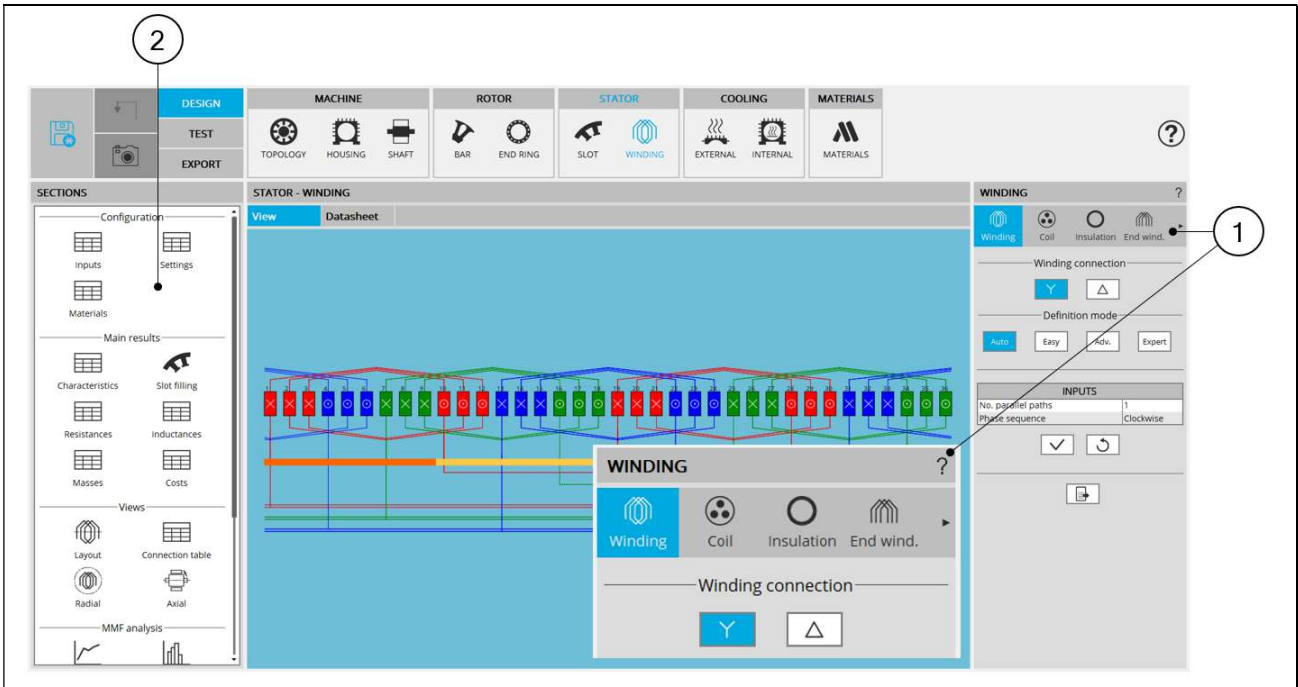 2
DESIGN
TEST
EXPORT
MACHINE
ROTOR
STATOR
COOLING
MATERIALS
TOPOLOGY
HOUSING
SHAFT
BAR
END RING
SLOT
WINDING
EXTERNAL
INTERNAL
MATERIALS
?
SECTIONS
Configuration
Inputs
Settings
Materials
Main results
Characteristics
Slot filling
Resistances
Inductances
Masses
Costs
Views
Layout
Connection table
Radial
Axial
MMF analysis
STATOR - WINDING
View
Datasheet
WINDING
?
Winding
Coil
Insulation
End wind.
Winding connection
WINDING ?
Winding
Coil
Insulation
End wind.
1
Winding connection
Definition mode
Auto
Easy
Adv.
Expert
INPUTS
No. parallel paths 1
Phase sequence Clockwise